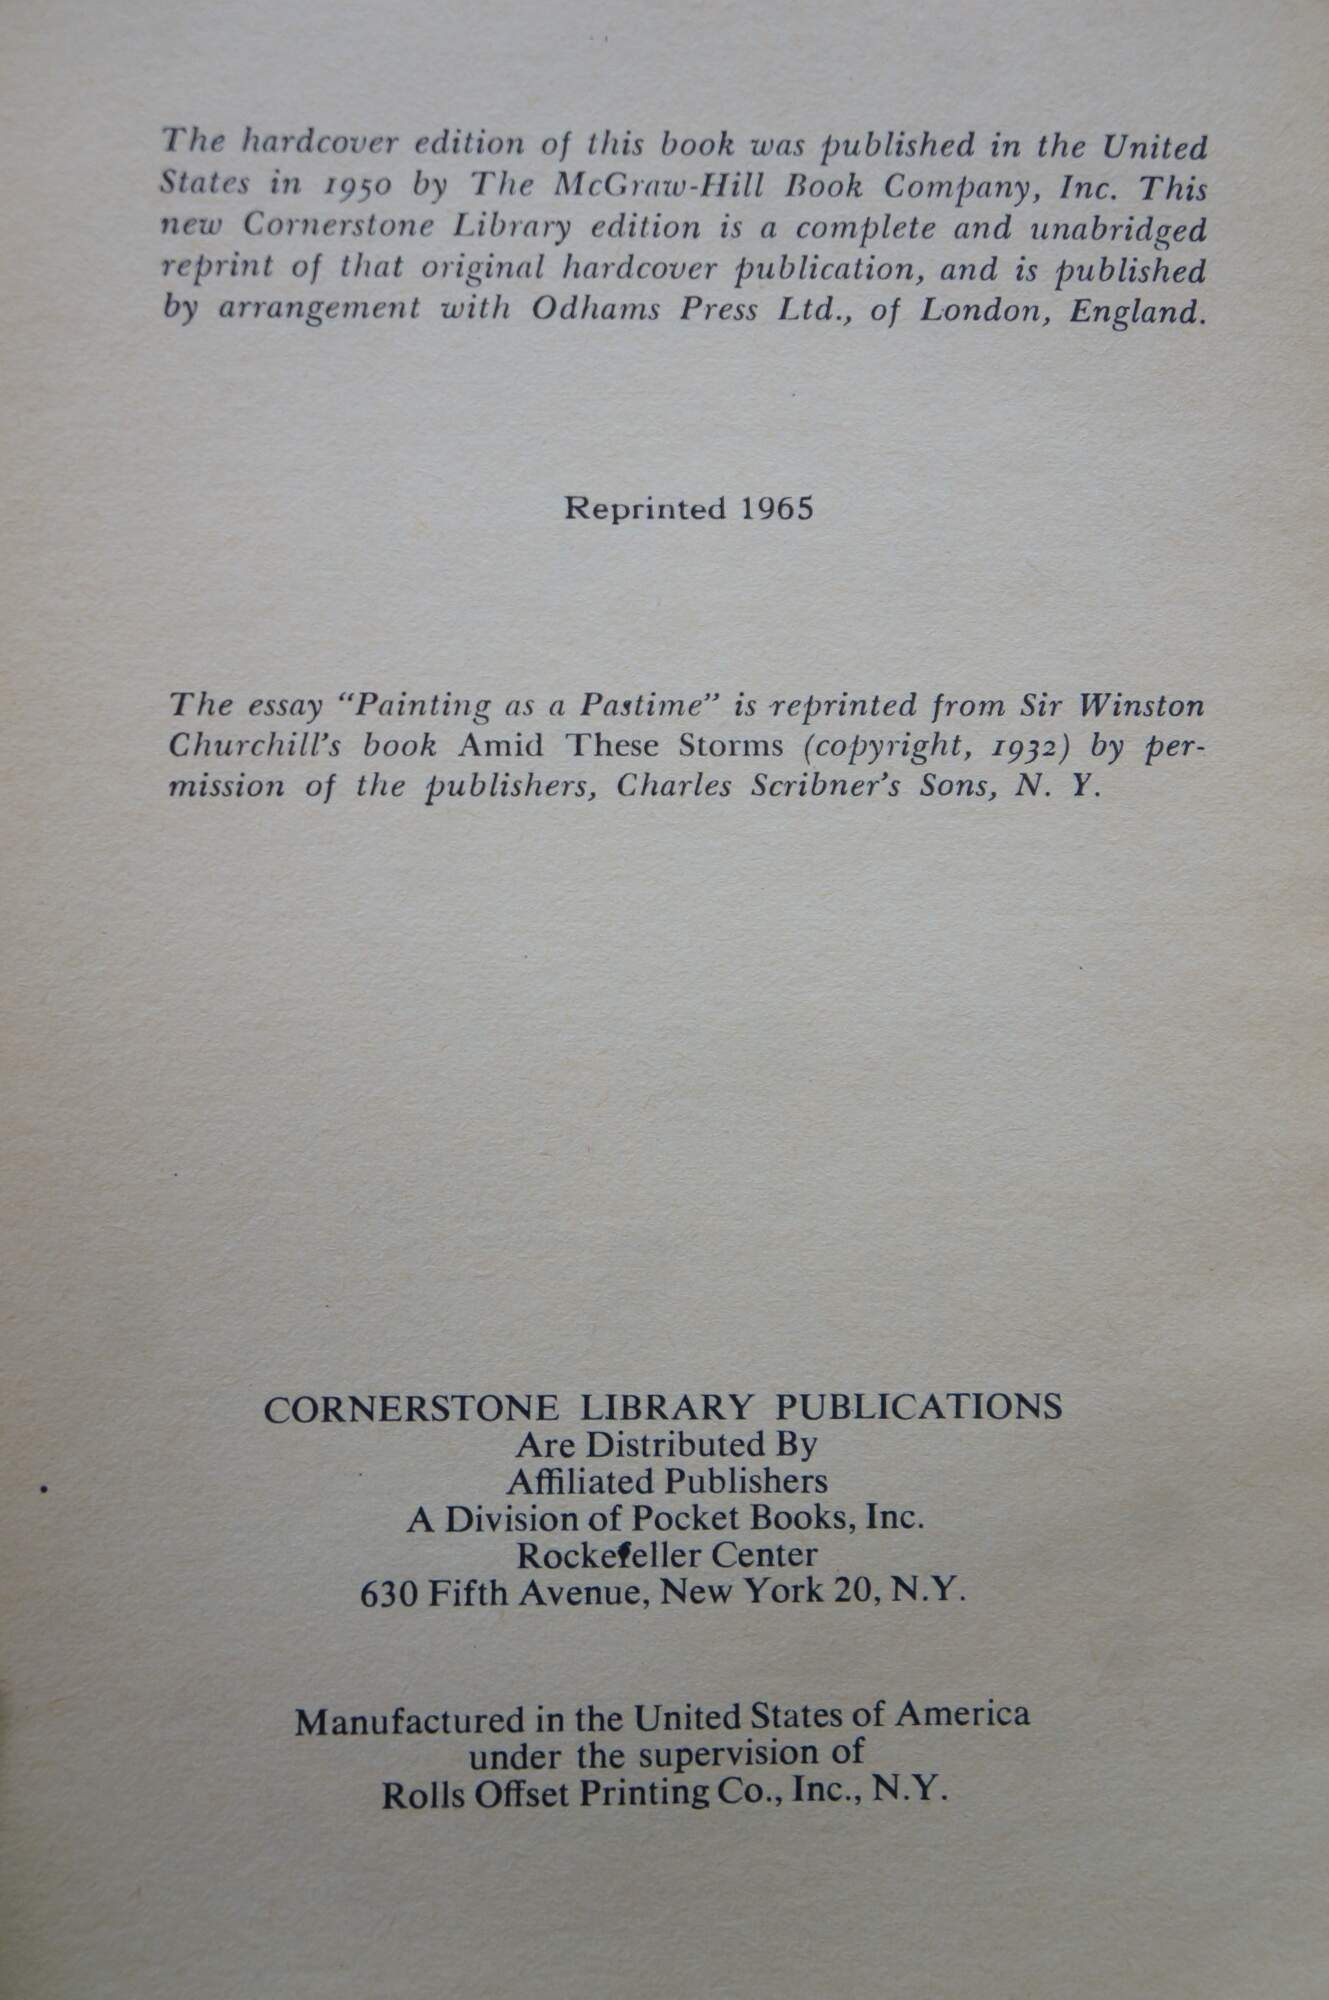 The hardcover edition of this book was published in the United
States in 1950 by The McGraw-Hill Book Company, Inc. This
new Cornerstone Library edition is a complete and unabridged
reprint of that original hardcover publication, and is published
by arrangement with Odhams Press Ltd., of London, England.
Reprinted 1965
The essay “Painting as a Pastime” is reprinted from Sir Winston
Churchill’s book Amid These Storms (copyright, 1932) by per-
mission of the publishers, Charles Scribner’s Sons, N. Y.
CORNERSTONE LIBRARY PUBLICATIONS
Are Distributed By
Affiliated Publishers
A Division of Pocket Books, Inc.
Rockefeller Center
630 Fifth Avenue, New York 20, N.Y.
Manufactured in the United States of America
under the supervision of
Rolls Offset Printing Co., Inc., N.Y.